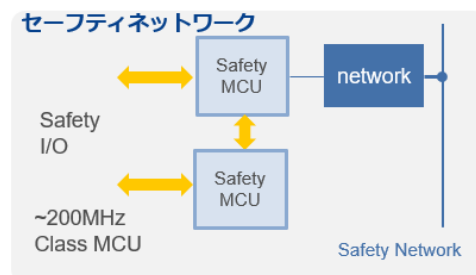 セーフティネットワーク
Safety
MCU
network
Safety
I/O
Safety
MCU
~200MHz
Class MCU
Safety Network